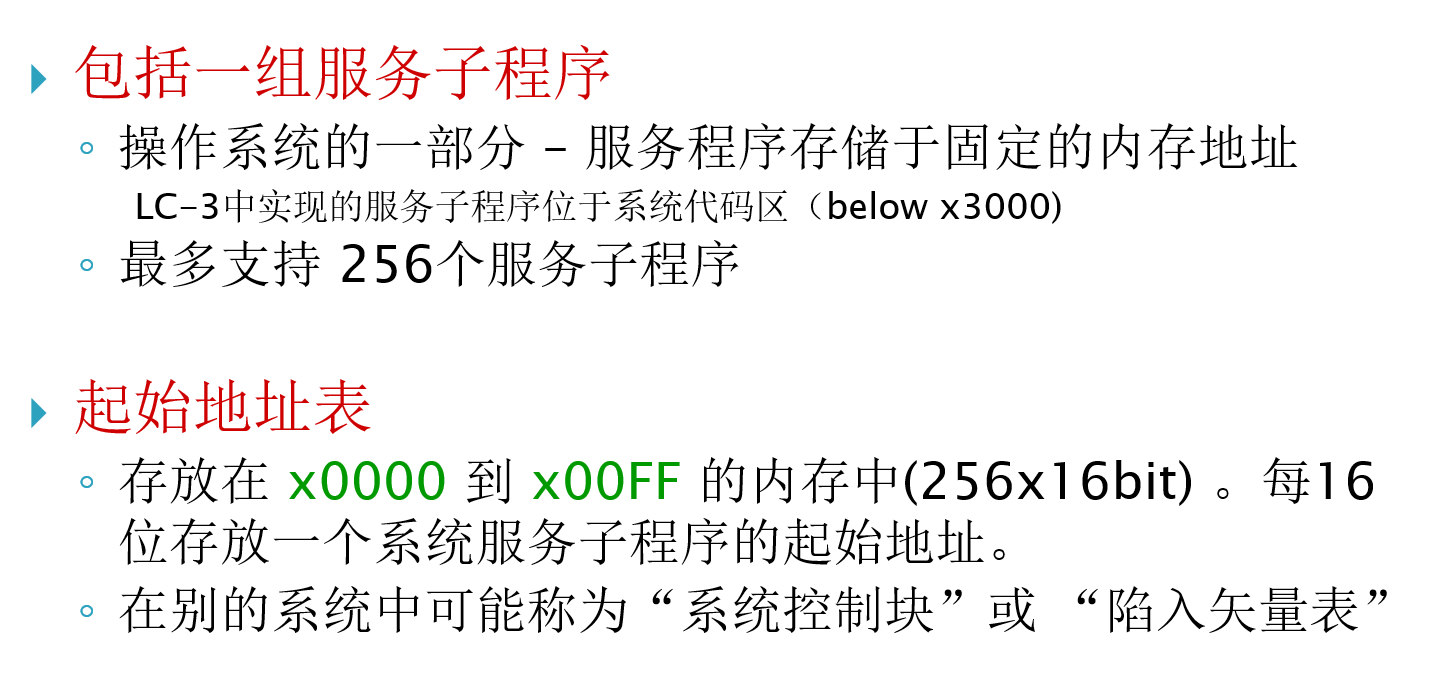 包括一组服务子程序
操作系统的一部分 – 服务程序存储于固定的内存地址
LC-3中实现的服务子程序位于系统代码区（below x3000)
最多支持 256个服务子程序
起始地址表
存放在 x0000 到 x00FF 的内存中(256x16bit) 。每16
位存放一个系统服务子程序的起始地址。
在别的系统中可能称为“系统控制块”或 “陷入矢量表”